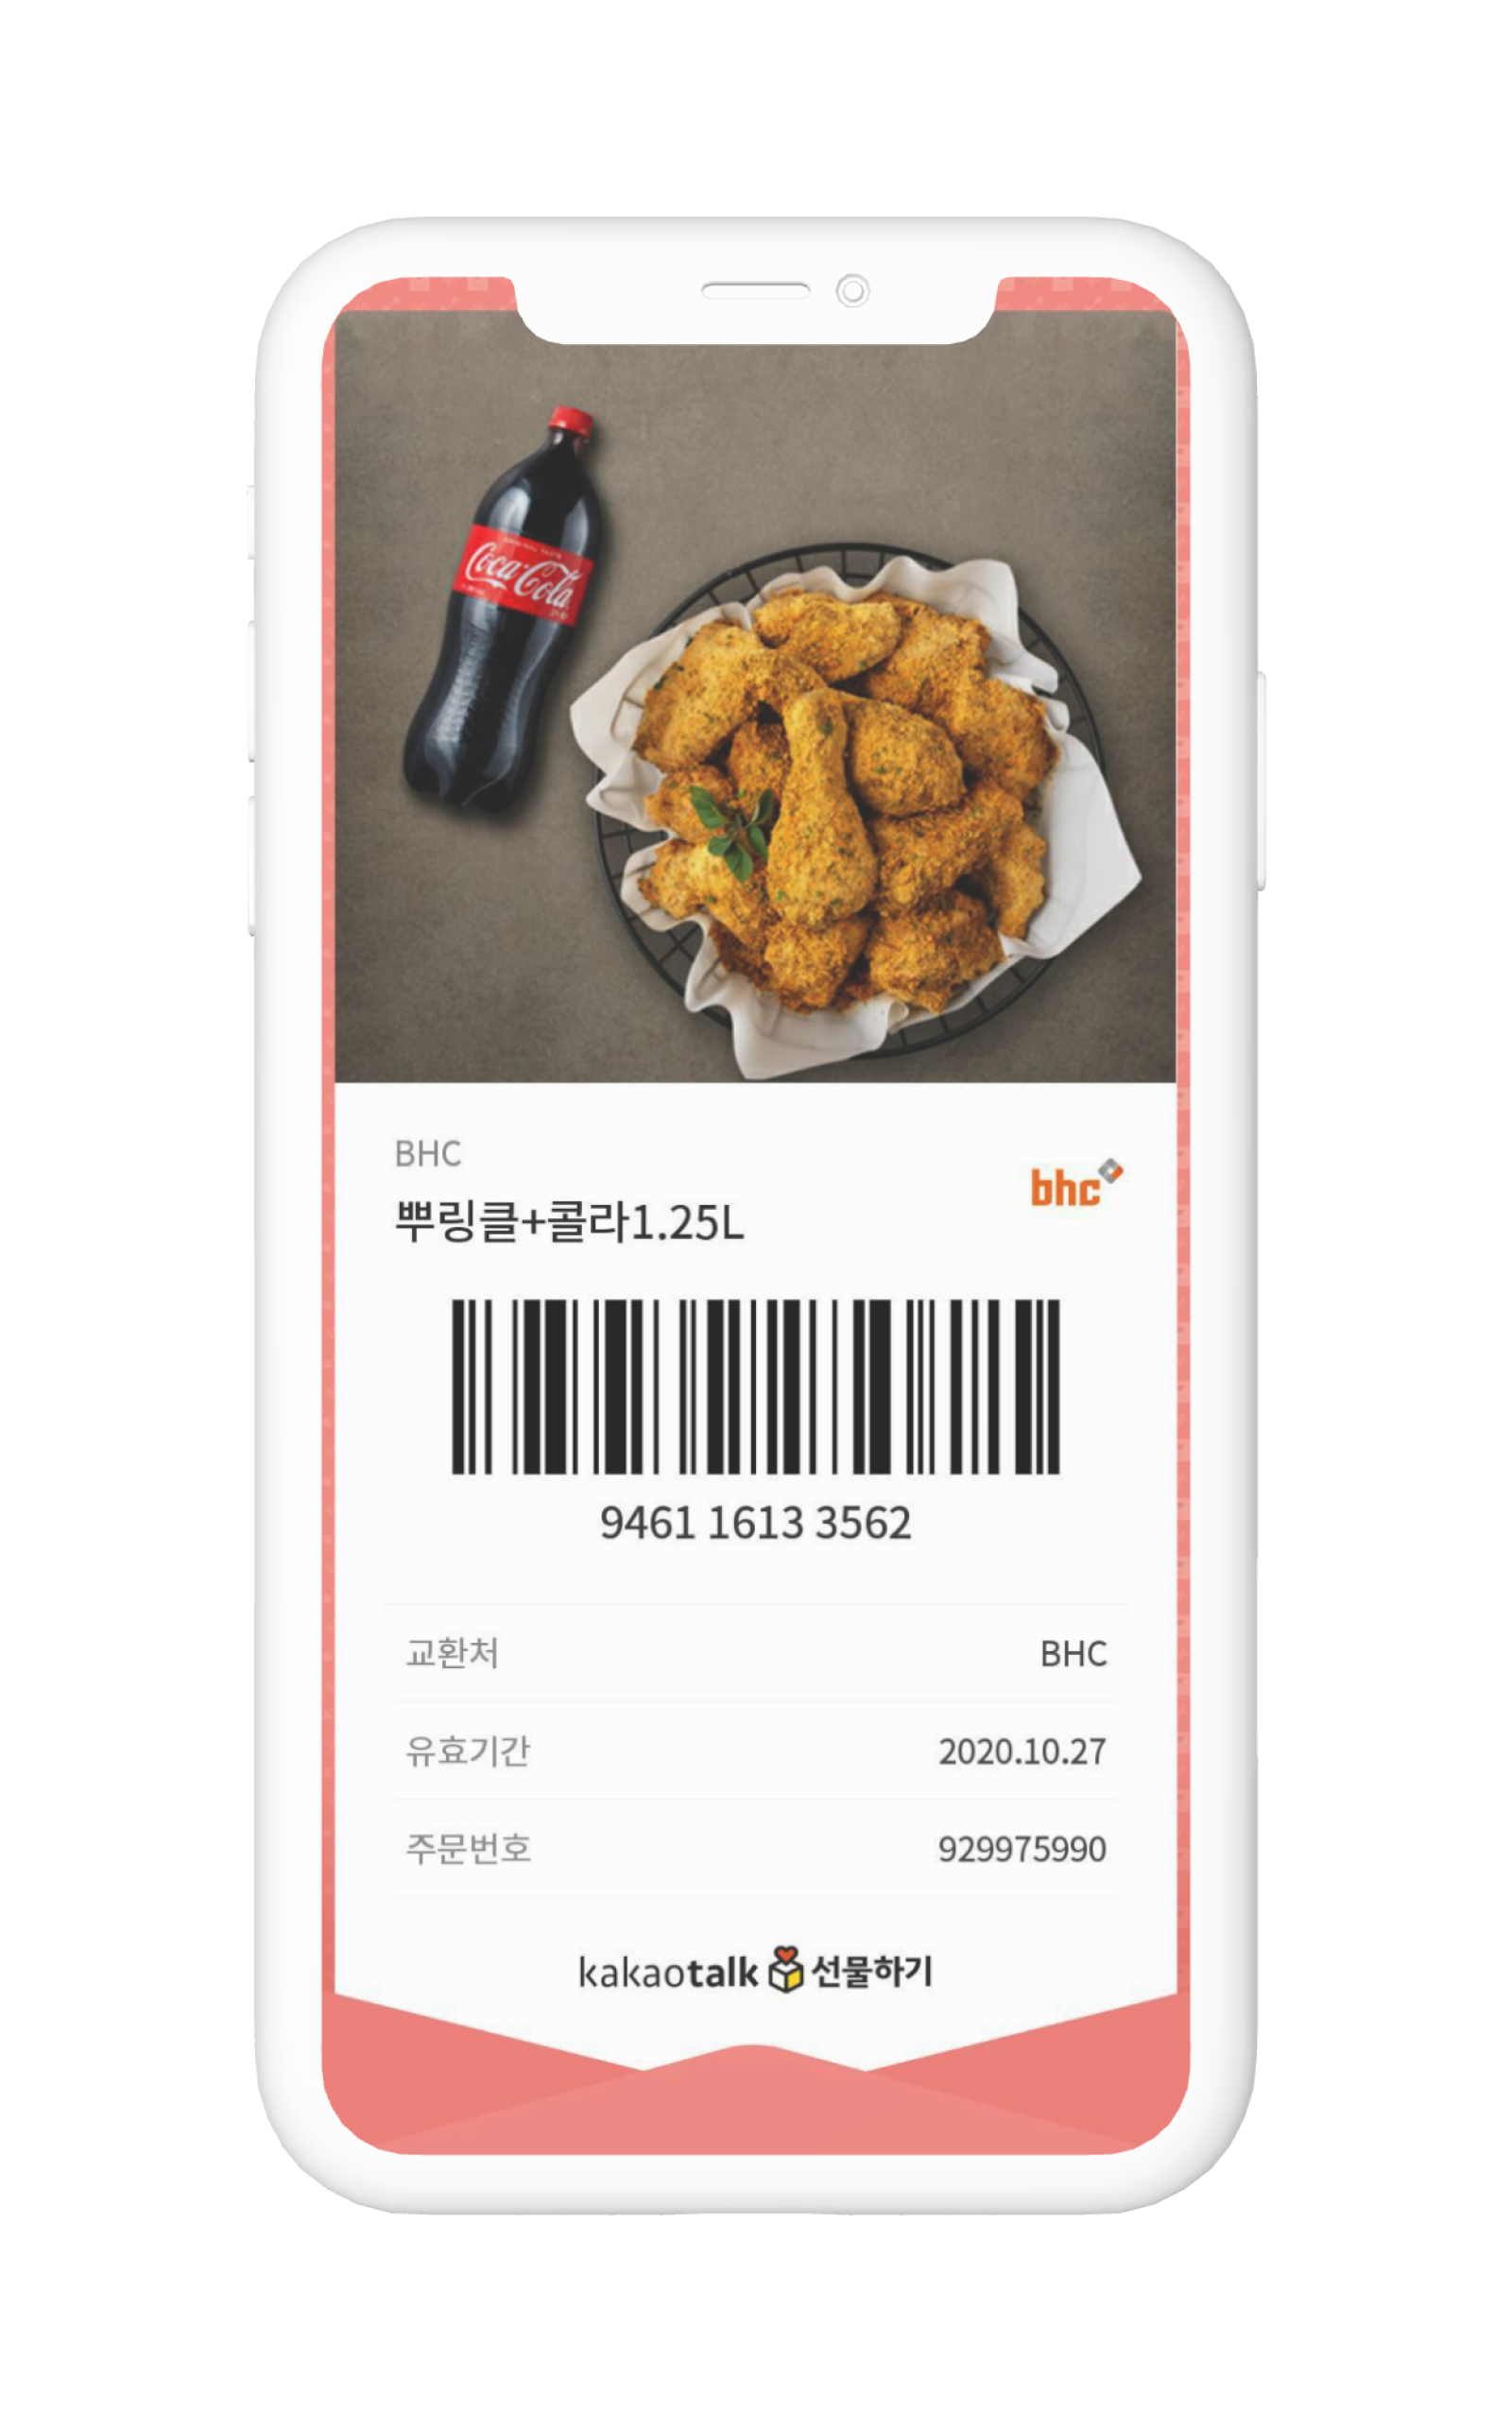 Coca-Cola
BHC
뿌링클+콜라1.25L
bhc
9461 1613 3562
교환처 BHC
유효기간 2020.10.27
주문번호 929975990
kakaotalk 선물하기